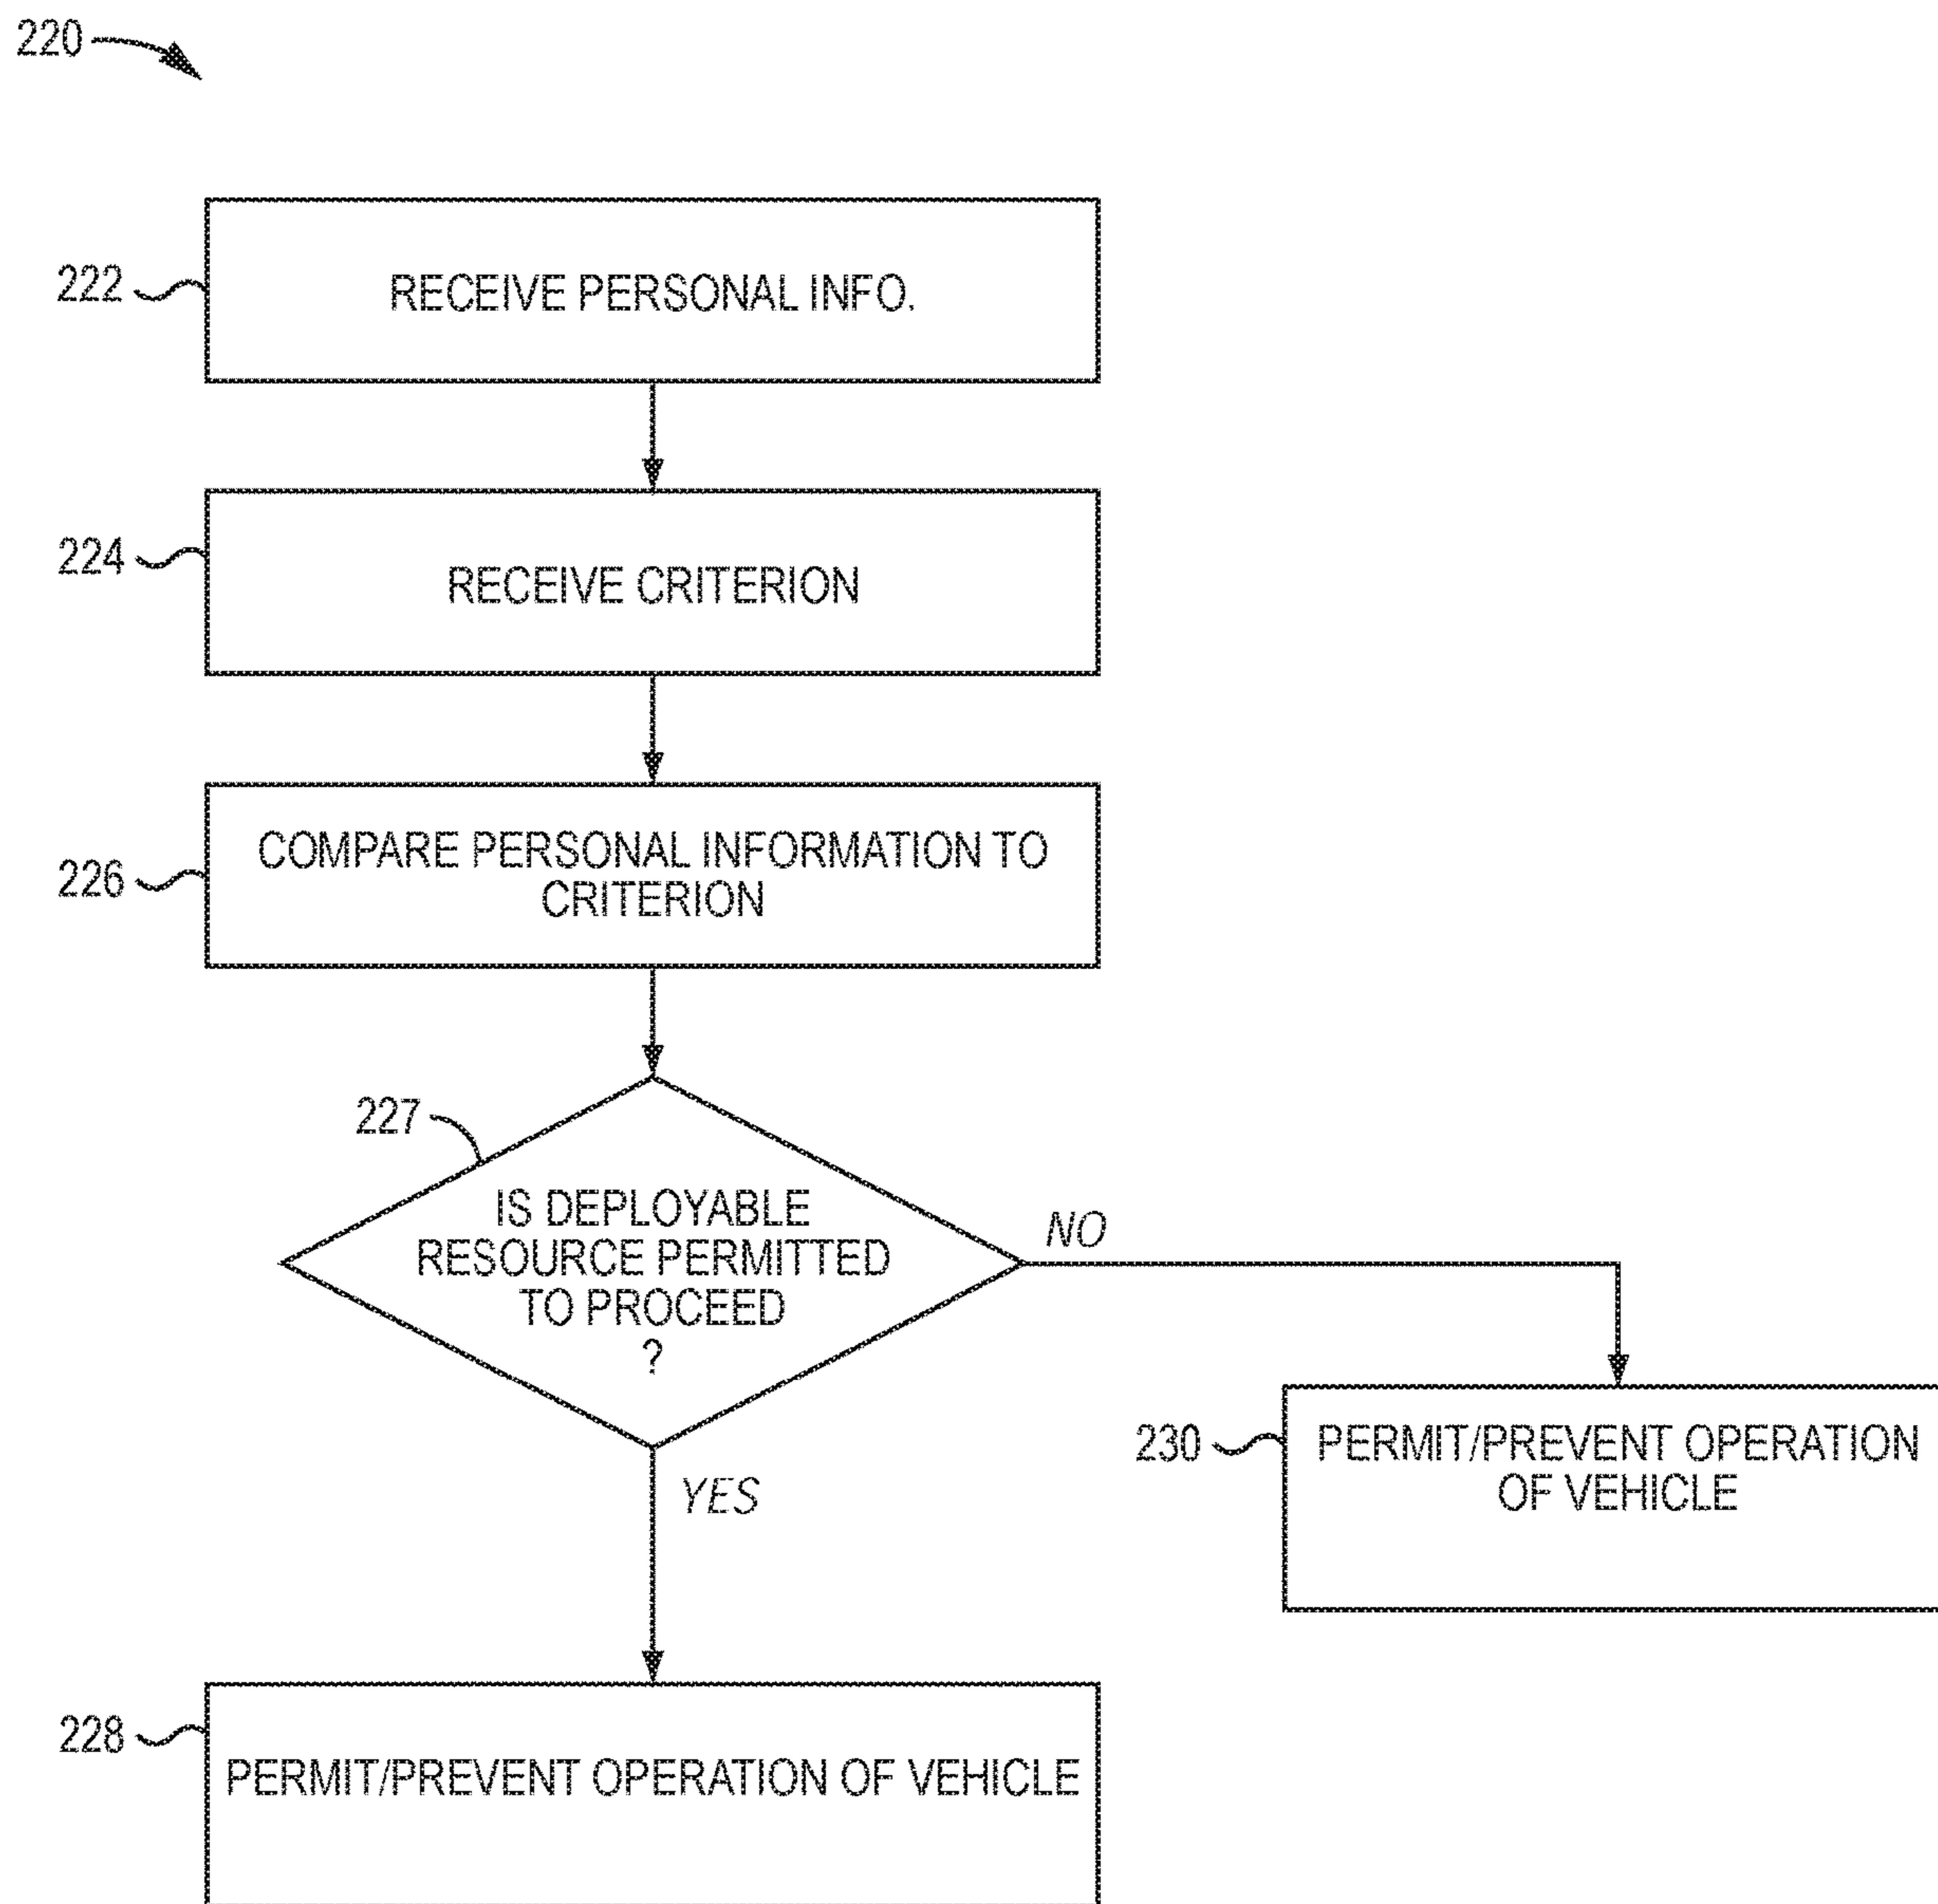 220
222
RECEIVE PERSONAL INFO.
224
RECEIVE CRITERION
226
COMPARE PERSONAL INFORMATION TO
CRITERION
227
IS DEPLOYABLE
RESOURCE PERMITTED
TO PROCEED
?
NO
YES
230
PERMIT/PREVENT OPERATION
OF VEHICLE
228
PERMIT/PREVENT OPERATION OF VEHICLE